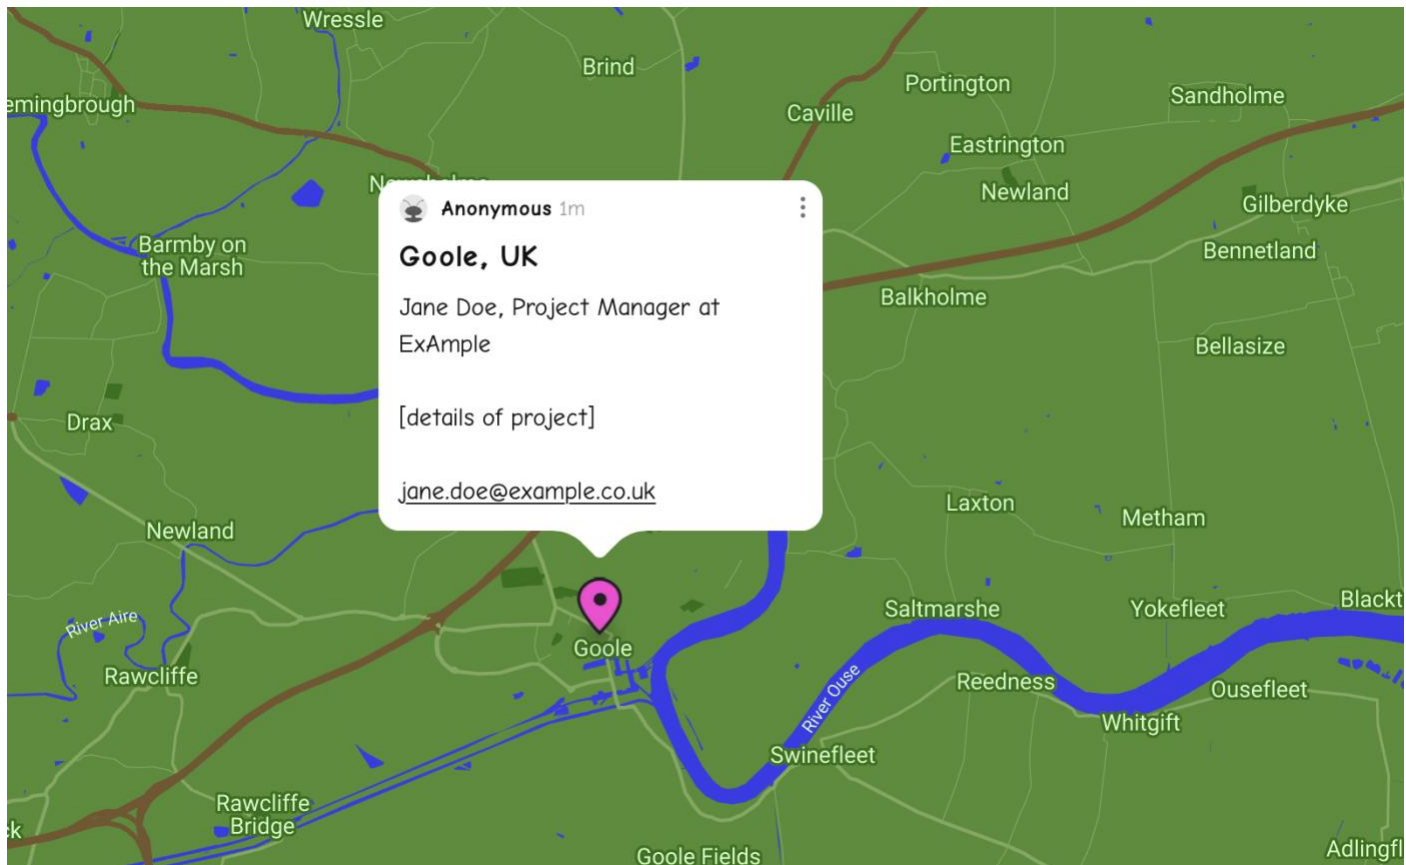 Wressle
Brind
Portington
Sandholme
emingbrough
Caville
Eastrington
Newland
Gilberdyke
Barmby on
the Marsh
Bennetland
Anonymous 1m
Goole, UK
Jane Doe, Project Manager at
ExAmple
[details of project]
jane.doe@example.co.uk
Balkholme
Bellasize
Drax
Laxton
Metham
Newland
Saltmarshe
Yokefleet
Blackt
River Aire
Goole
Rawcliffe
River Ouse
Reedness
Ousefleet
Whitgift
Swinefleet
Rawcliffe
Bridge
ck
Goole Fields
Adlingfl